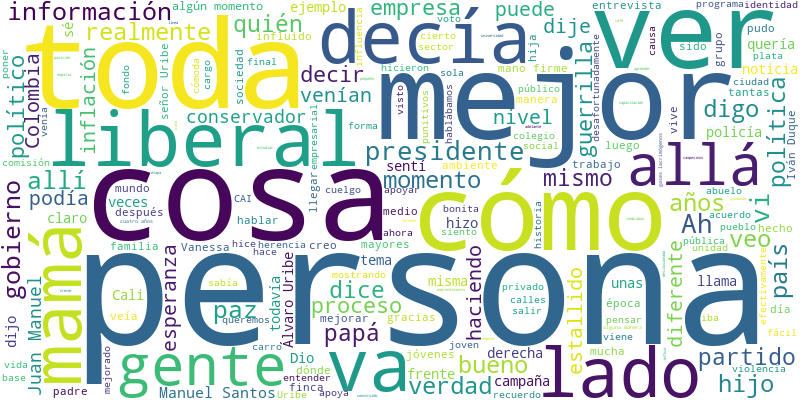 información
algún momento
ejemplo
quién
empresa
puede
entrevista
programa
identidad
toda
decía
ver
realmente
dije
voto
cierto
sector
sé
influido
influencia
hicieron
hija
sido
grupo
causa
pudo
quería
plata
noticia
tantas
político
Colombia
inflación
poner
fondo
señor Uribe
cómoda
cargo
sociedad
final
decir
venían
mano firme
sola
visto
mejor
público
manera
guerrilla
desafortunadamente
ciudad
digo
policía
vive
liberal
conservador
presidente
punitivos
hablábamos
nivel
colegio
social
luego
política
Iván Duque
empresarial
forma
venía
comisión
allí
podía
veces
mundo
después
CAI
cuelgo
llegar
senti
momento
ambiente
mismo
trabajo
allá
abuelo
años
vi
gobierno
mamá
cosa
cómo
claro
hablar
apoyar
medio
ahora
bonita
hizo
siento
historia
Ah
acuerdo
pueblo
hecho
pública
unidad
país
día
familia
Vanessa
hice
hace
herencia
creo
mayores
tema
misma
veo
llama
diferente
efectivamente
persona
dijo
Juan Manuel
Cali
veía
esperanza
paz
sabía
queremos
todavía
Álvaro Uribe
mostrando
mejorar
gracias
dice
proceso
papá
haciendo
privado
calles
salir
estallido
unas
época
pensar
alguna manera
viene
iba
fácil
vida
base
padre
mejorado
gente
Manuel Santos
carro
Dio
dónde
entender
finca
Uribe
apoya
va
joven
jóvenes
frente
verdad
bueno
derecha
campaña
recuerdo
lado
mucha
partido
hijo
violencia